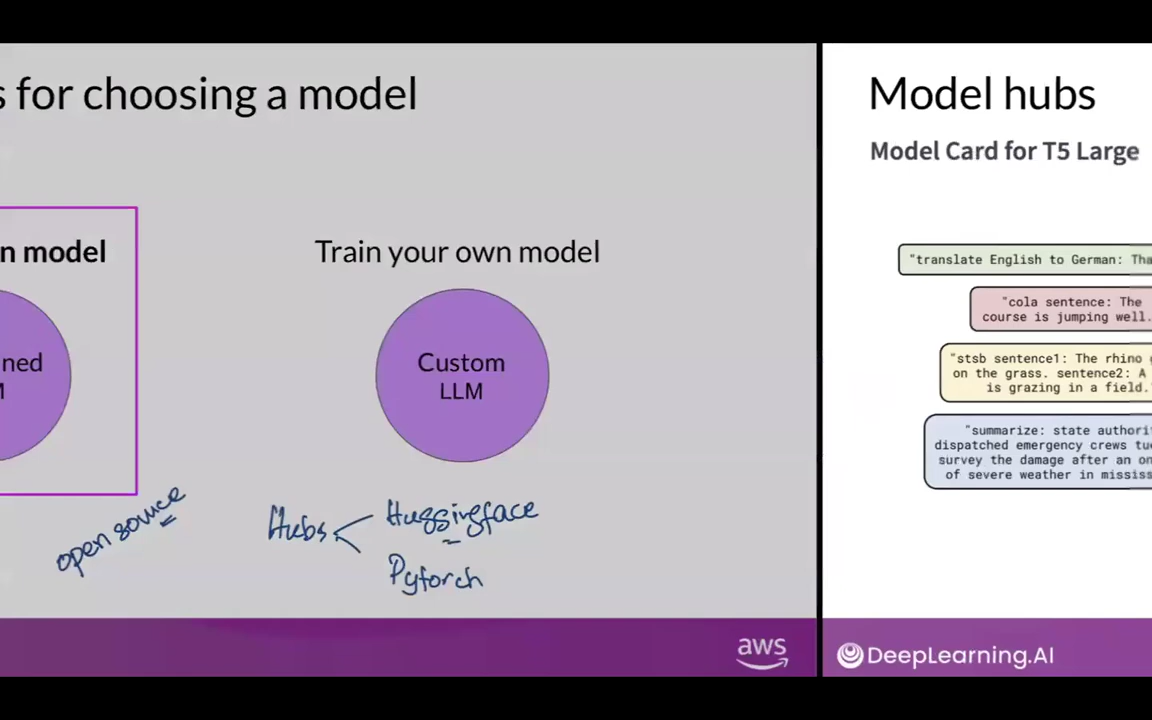 s for choosing a model
n model
Train your own model
ned
M
Custom
LLM
open source
Hubs
Huggingface
Pytorch
aws
Model hubs
Model Card for T5 Large
"translate English to German: Tha
"cola sentence: The
course is jumping well.
"stsb sentence1: The rhino g
on the grass. sentence2: A
is grazing in a field.
"summarize: state authori
dispatched emergency crews tue
survey the damage after an on
of severe weather in mississ
DeepLearning.AI